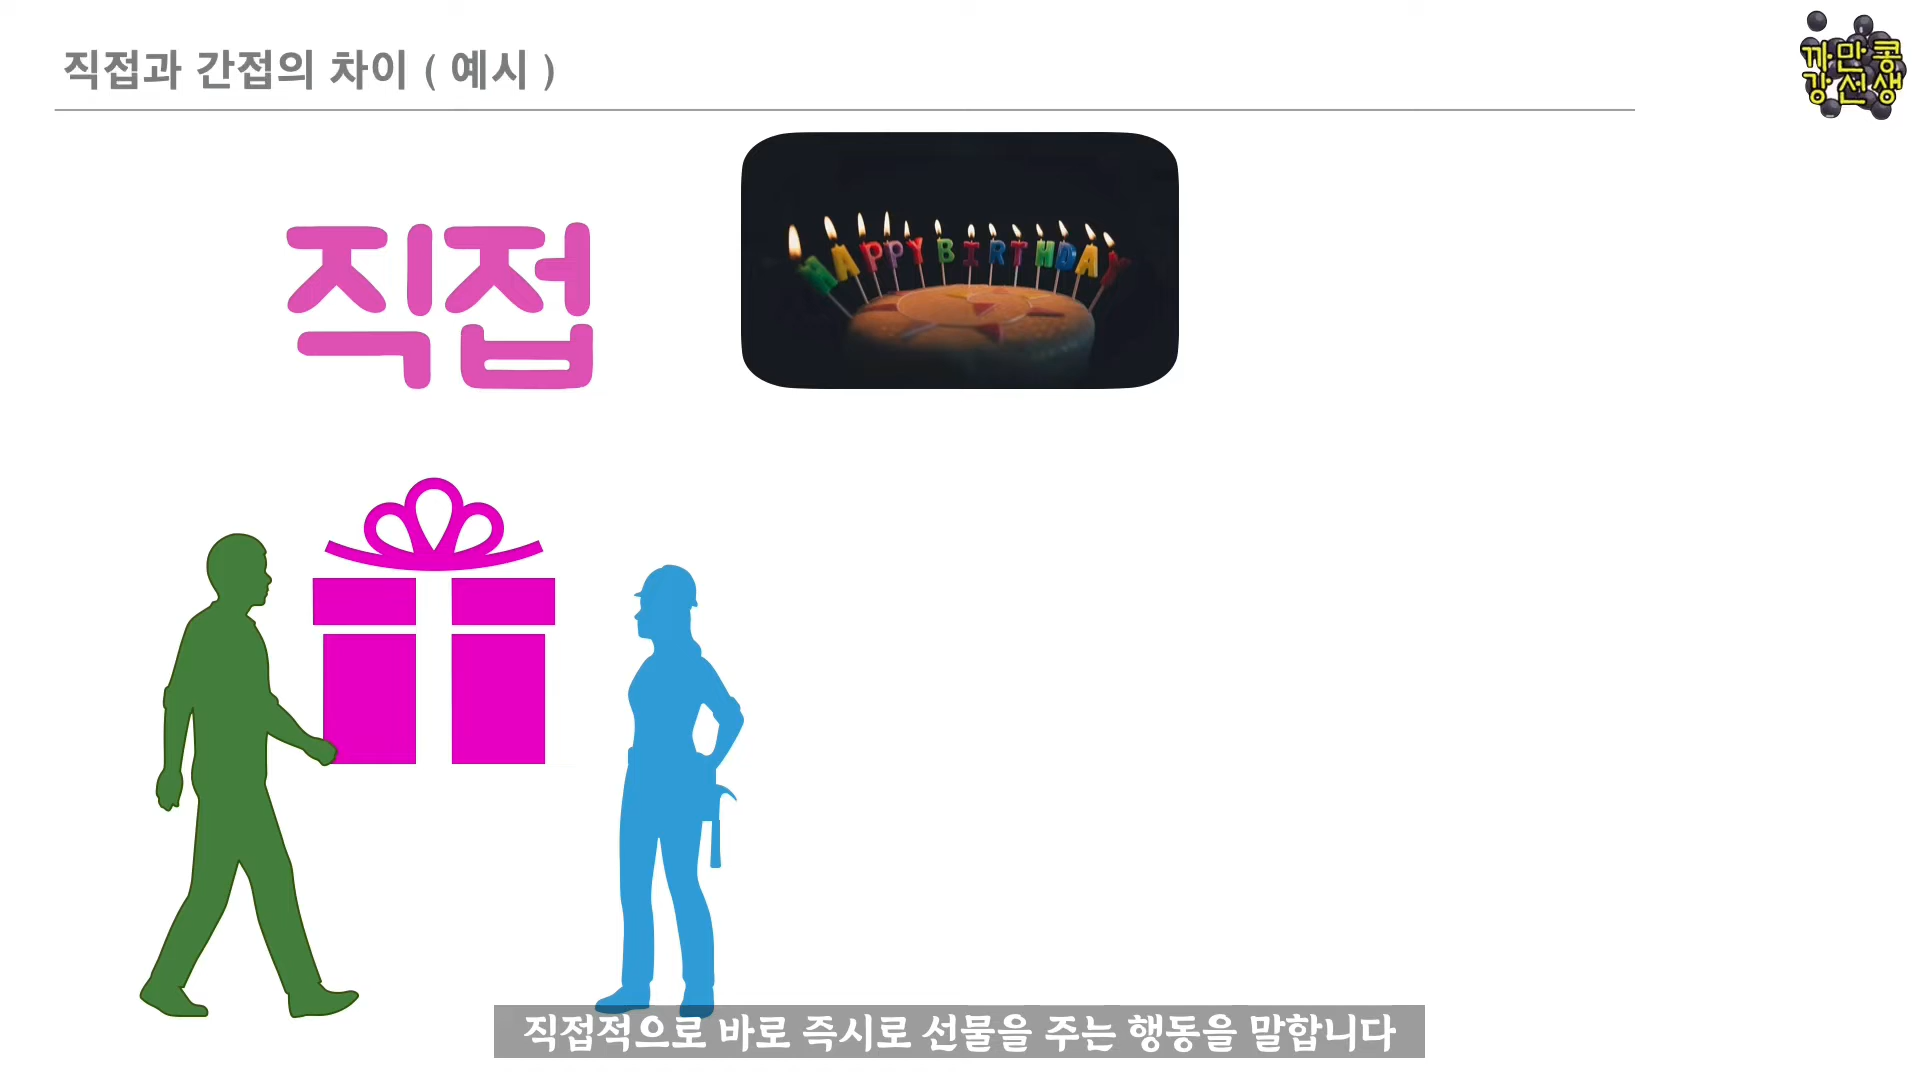 직접과 간접의 차이 ( 예시 )
까만콩
강선생
직접
HAPPY BIRTHDAY
직접적으로 바로 즉시로 선물을 주는 행동을 말합니다